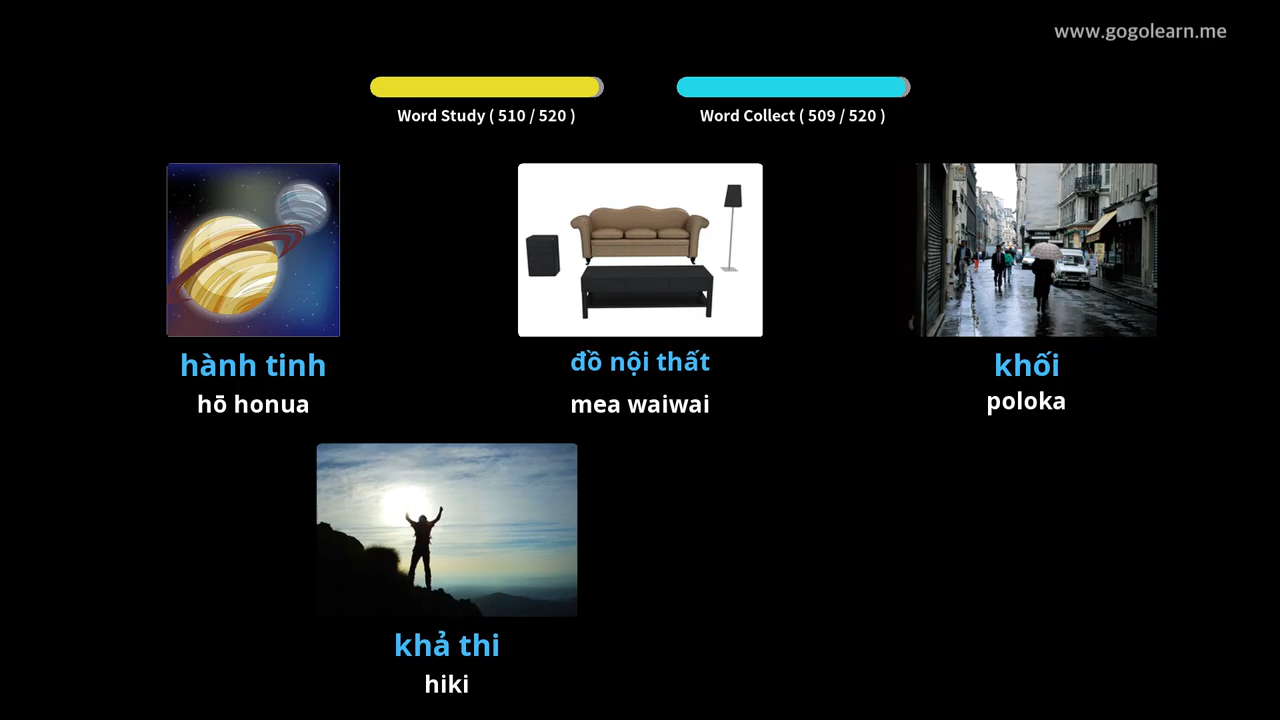 www.gogolearn.me
Word Study ( 510 / 520 )
Word Collect ( 509 / 520 )
hành tinh
hō honua
đồ nội thất
mea waiwai
khối
poloka
khả thi
hiki